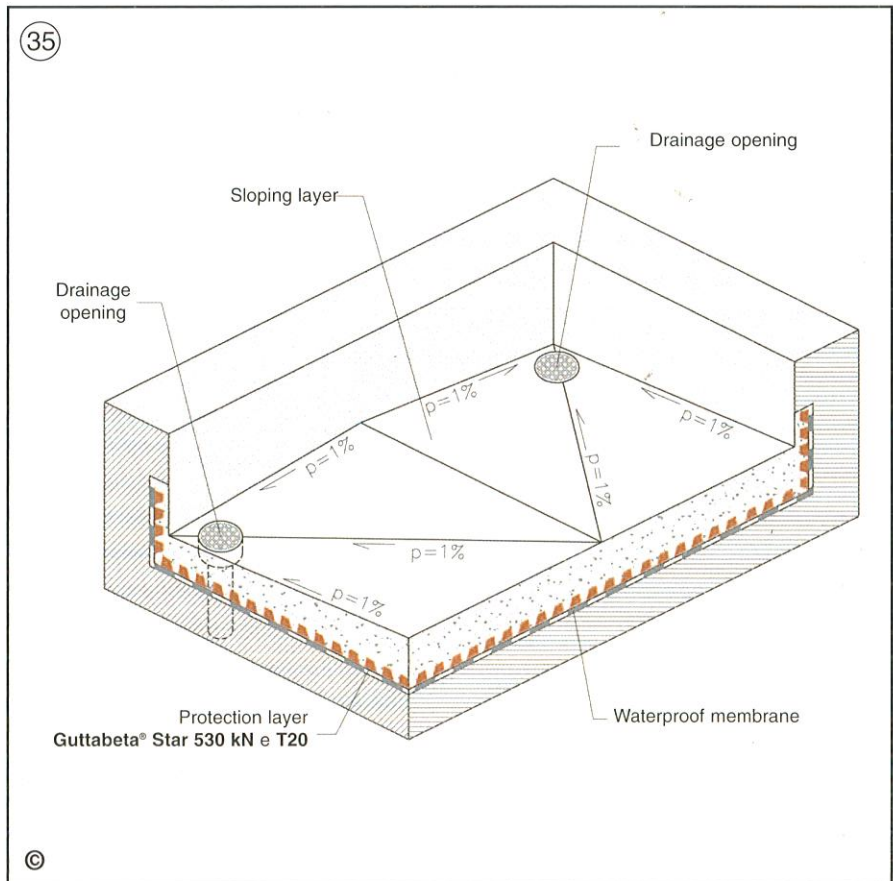 35
Drainage opening
Sloping layer
Drainage
opening
p=1%
p=1%
p=1%
p=1%
p=1%
p=1%
Protection layer
Guttabeta® Star 530 kN e T20
Waterproof membrane
©